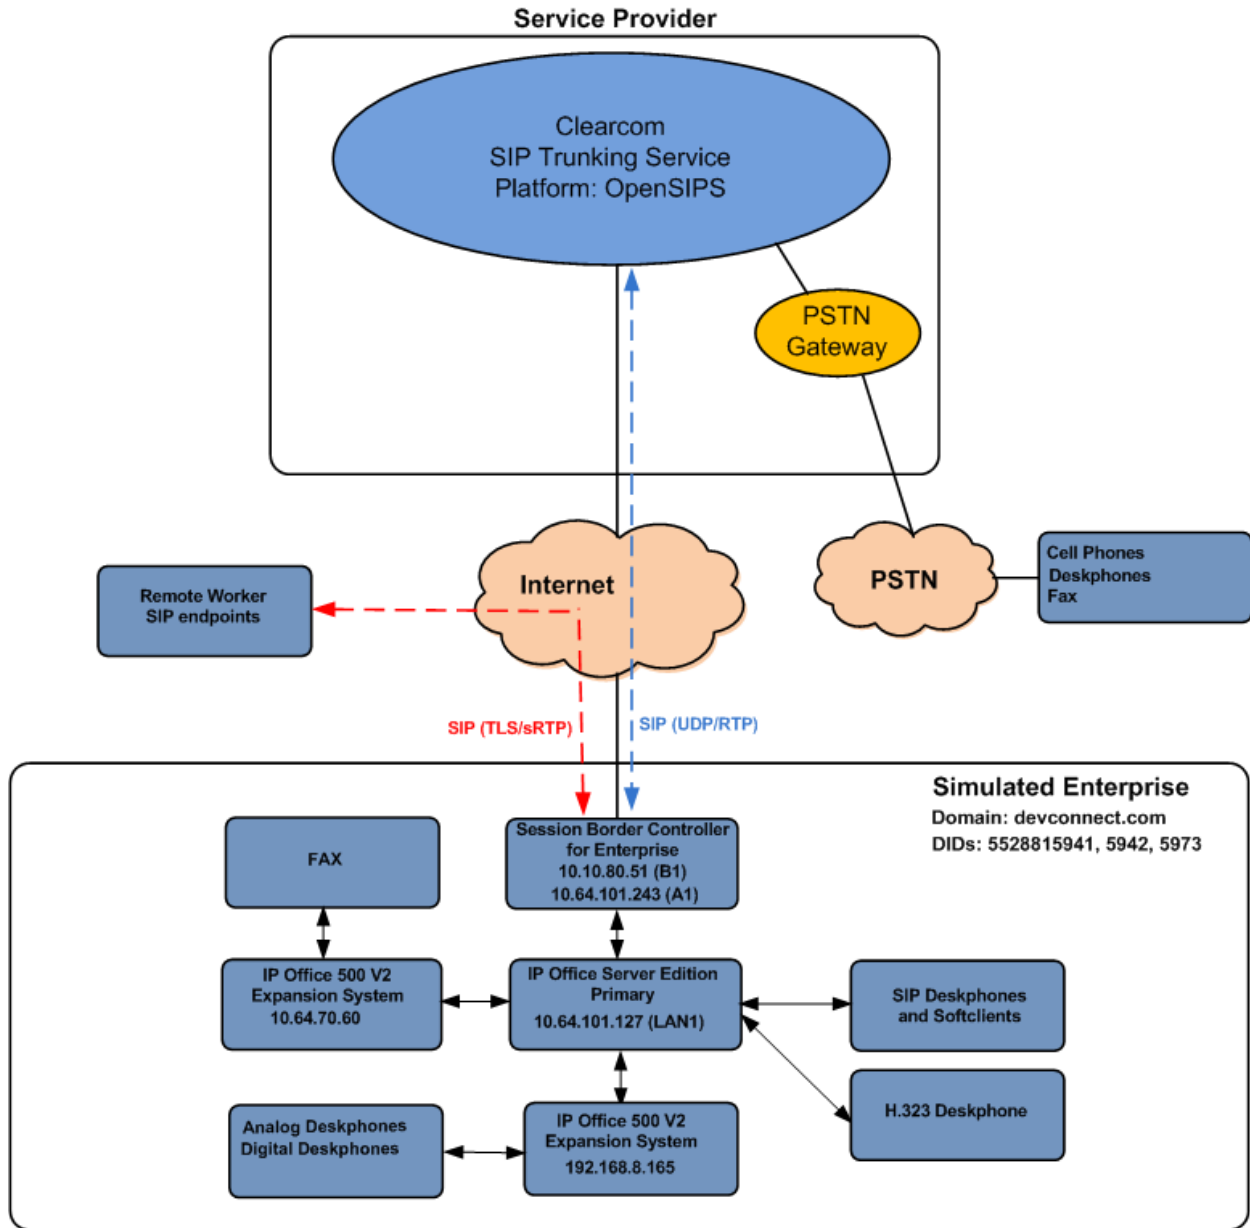 Service Provider
Clearcom
SIP Trunking Service
Platform: OpenSIPS
PSTN
Gateway
Internet
PSTN
Cell Phones
Deskphones
Fax
Remote Worker
SIP endpoints
SIP (TLS/sRTP)
SIP (UDP/RTP)
Simulated Enterprise
Domain: devconnect.com
DIDs: 5528815941, 5942, 5973
Session Border Controller
for Enterprise
10.10.80.51 (B1)
10.64.101.243 (A1)
FAX
IP Office 500 V2
Expansion System
10.64.70.60
IP Office Server Edition
Primary
10.64.101.127 (LAN1)
SIP Deskphones
and Softclients
H.323 Deskphone
Analog Deskphones
Digital Deskphones
IP Office 500 V2
Expansion System
192.168.8.165